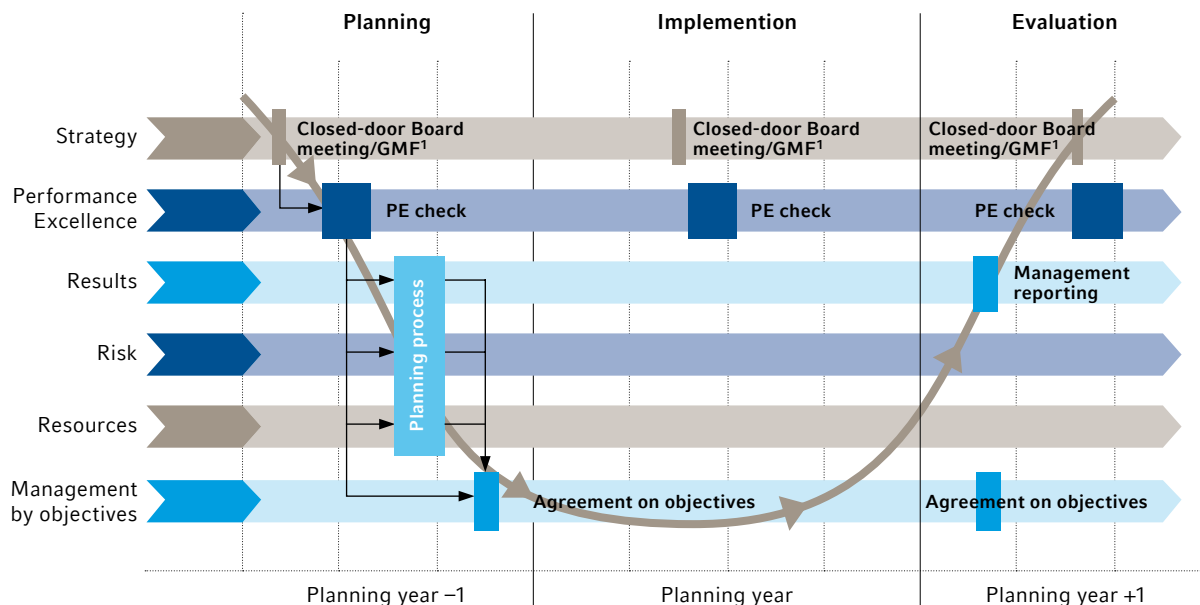 Planning
Implemention
Evaluation
Strategy
Closed-door Board
meeting/GMF¹
Closed-door Board
meeting/GMF¹
Closed-door Board
meeting/GMF¹
Performance
Excellence
PE check
PE check
PE check
Results
Management
reporting
Planning process
Risk
Resources
Management
by objectives
Agreement on objectives
Agreement on objectives
Planning year –1
Planning year
Planning year +1